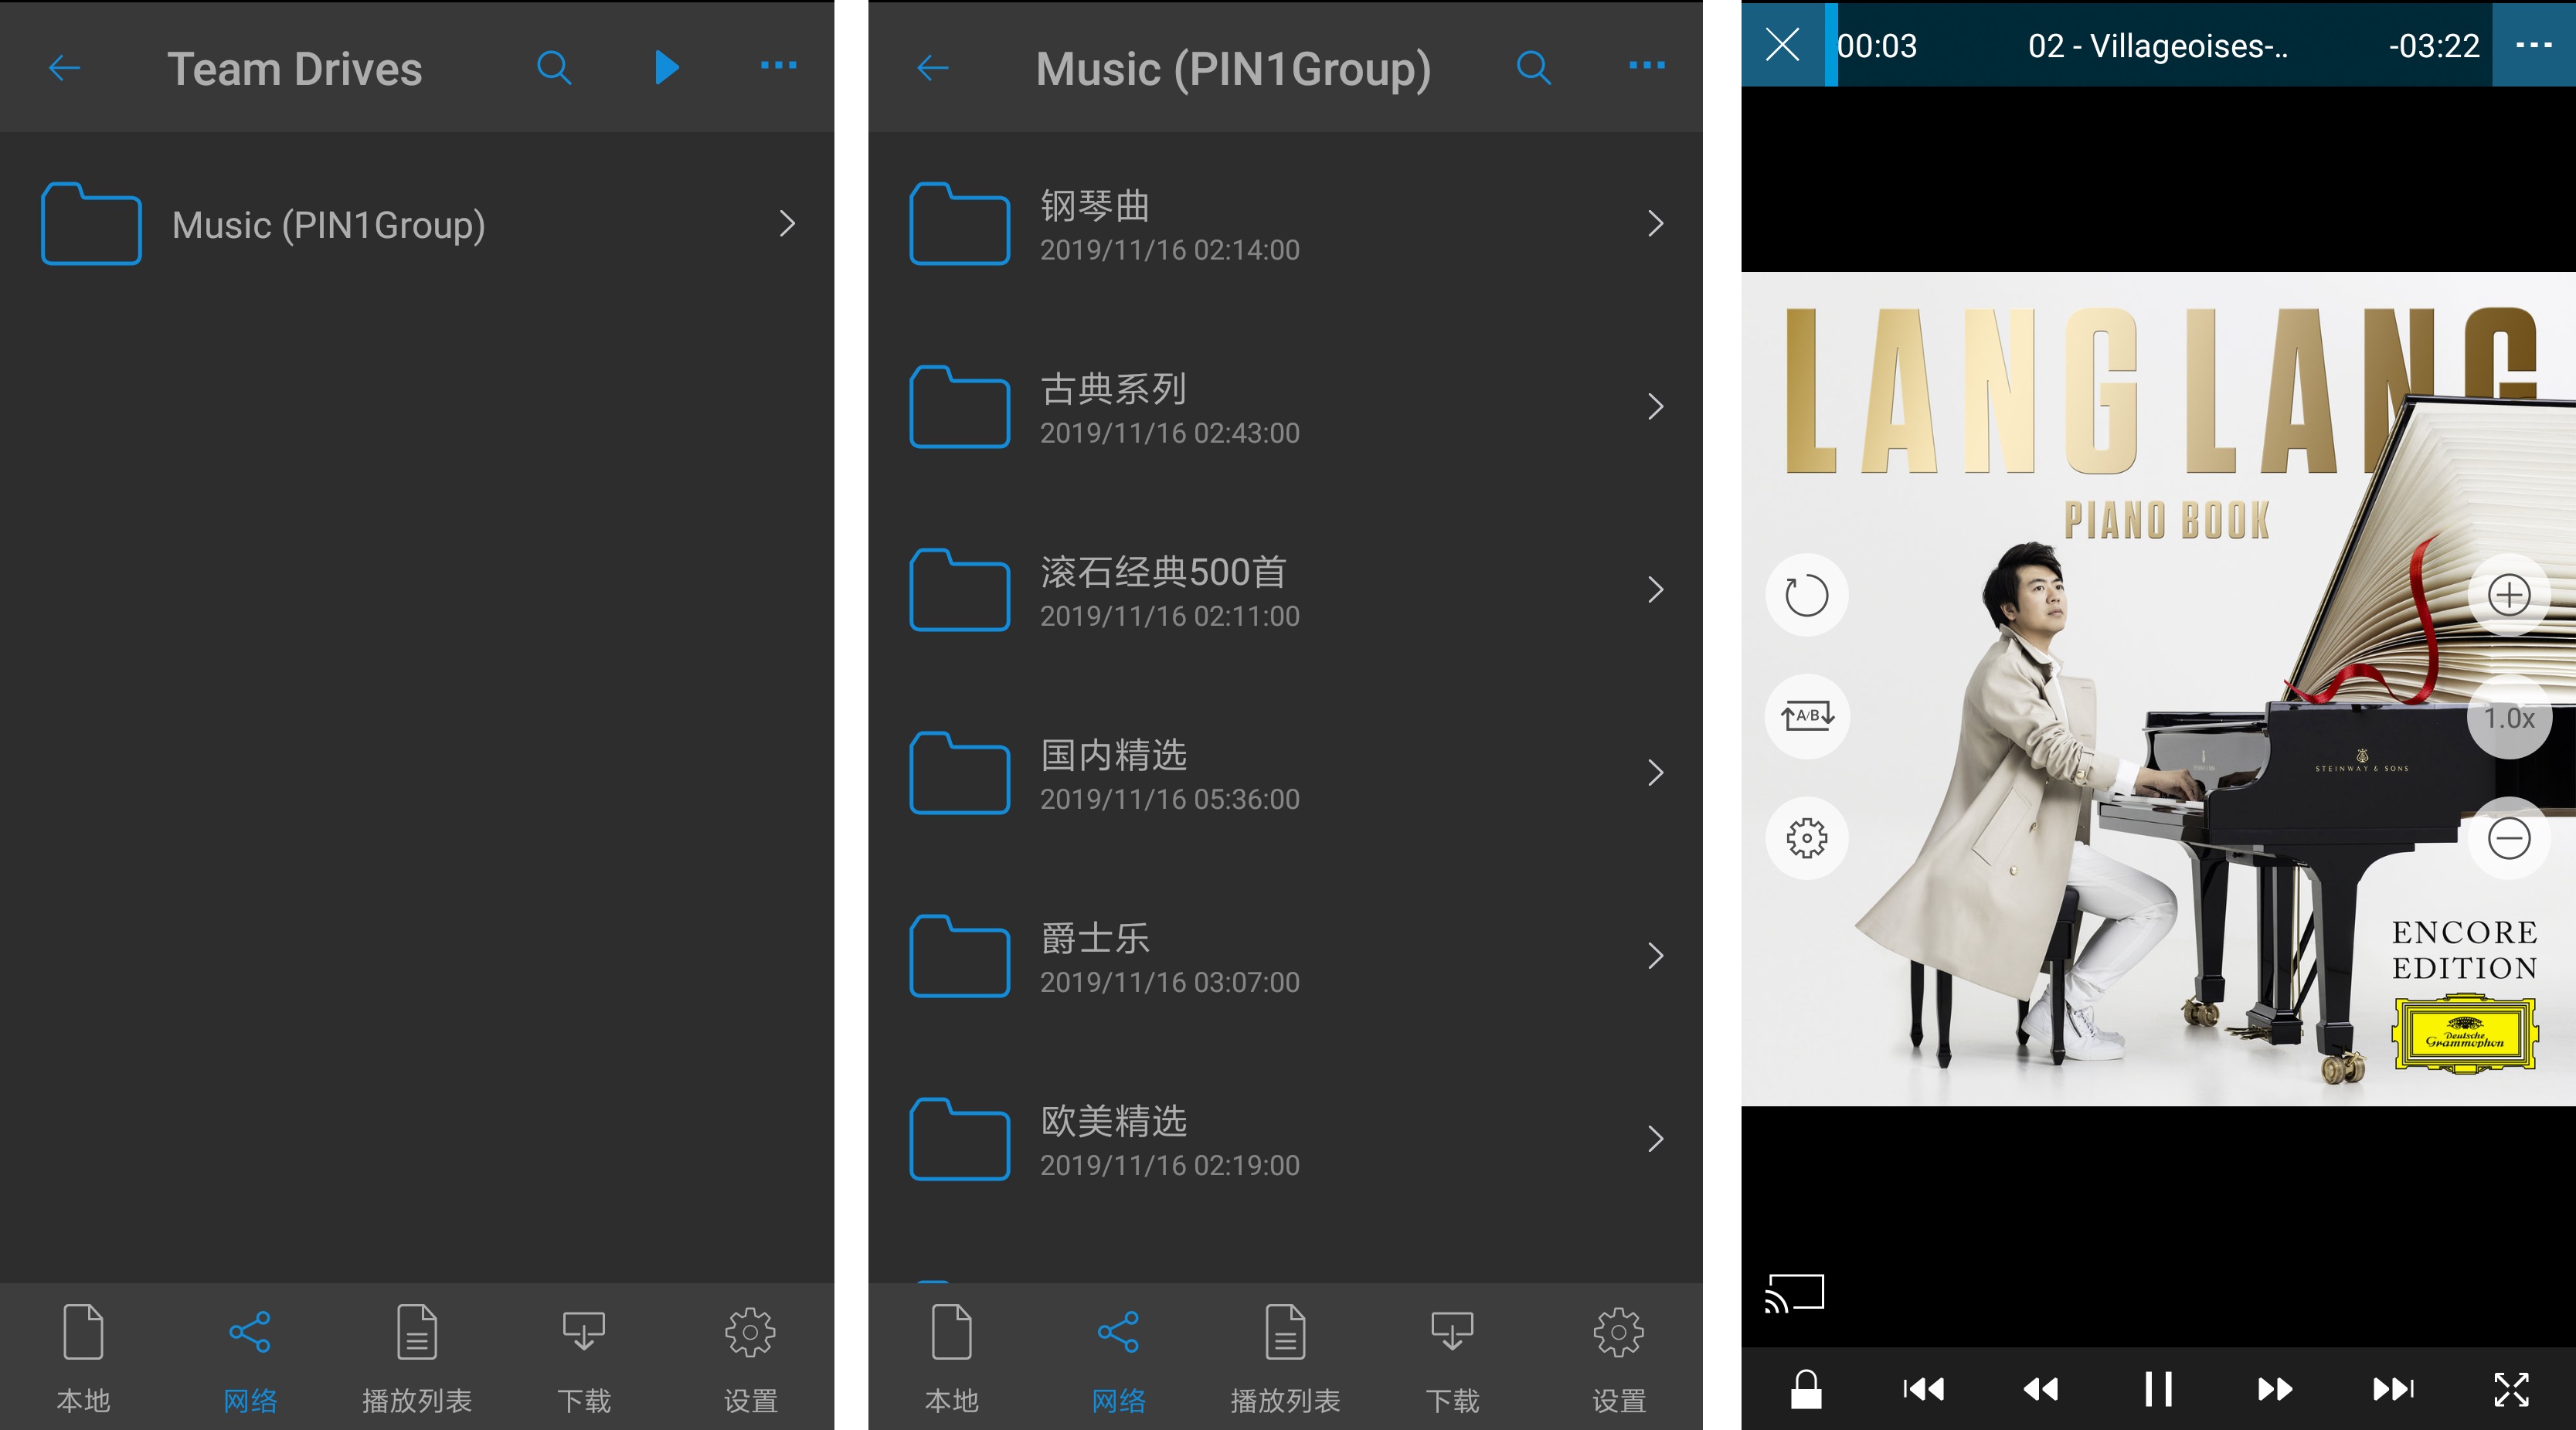 Team Drives
Music (PIN1Group)
本地
网络
播放列表
下载
设置
Music (PIN1Group)
钢琴曲
2019/11/16 02:14:00
古典系列
2019/11/16 02:43:00
滚石经典500首
2019/11/16 02:11:00
国内精选
2019/11/16 05:36:00
爵士乐
2019/11/16 03:07:00
欧美精选
2019/11/16 02:19:00
本地
网络
播放列表
下载
设置
00:03
02 - Villageoises-..
-03:22
LANG LANG
PIANO BOOK
A/B
1.0x
STEINWAY & SONS
ENCORE
EDITION
Deutsche
Grammophon